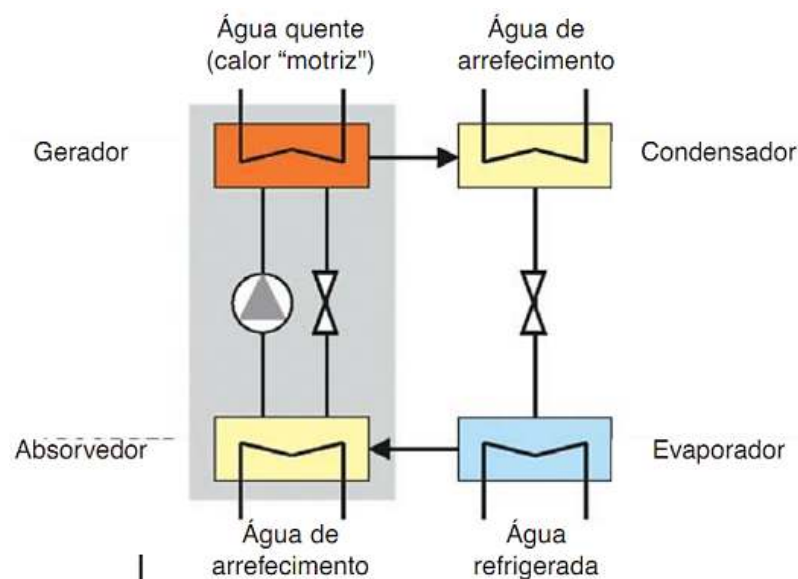 Água quente
(calor “motriz")
Água de
arrefecimento
Gerador
Condensador
Absorvedor
Evaporador
Água de
arrefecimento
Água
refrigerada